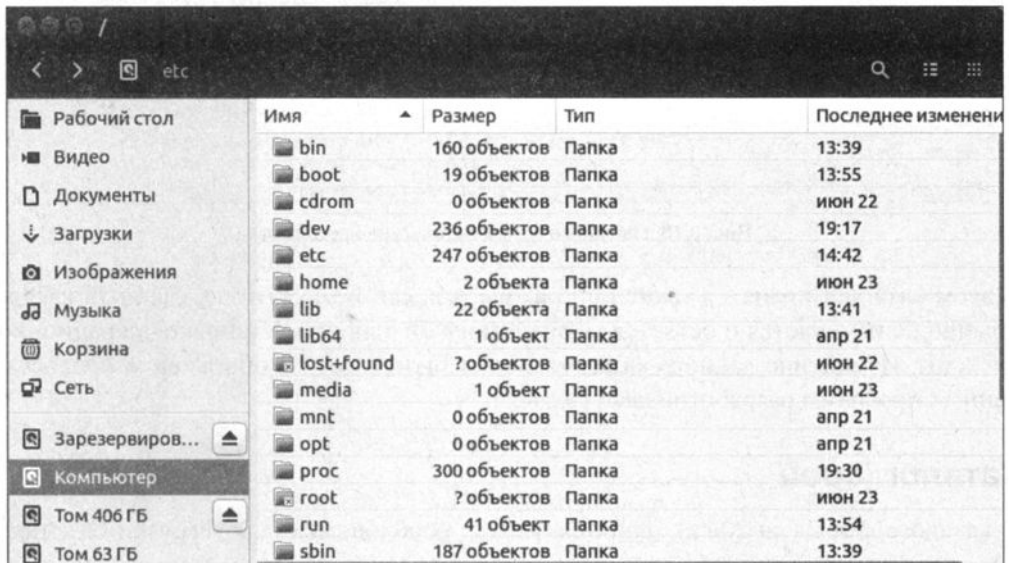 /
etc
Рабочий стол
Видео
Документы
Загрузки
Изображения
Музыка
Корзина
Сеть
Зарезервиров...
Компьютер
Том 406 ГБ
Том 63 ГБ
Имя Размер Тип Последнее изменени
bin 160 объектов Папка 13:39
boot 19 объектов Папка 13:55
cdrom 0 объектов Папка июн 22
dev 236 объектов Папка 19:17
etc 247 объектов Папка 14:42
home 2 объекта Папка июн 23
lib 22 объекта Папка 13:41
lib64 1 объект Папка апр 21
lost+found ? объектов Папка июн 22
media 1 объект Папка июн 23
mnt 0 объектов Папка апр 21
opt 0 объектов Папка апр 21
proc 300 объектов Папка 19:30
root ? объектов Папка июн 23
run 41 объект Папка 13:54
sbin 187 объектов Папка 13:39